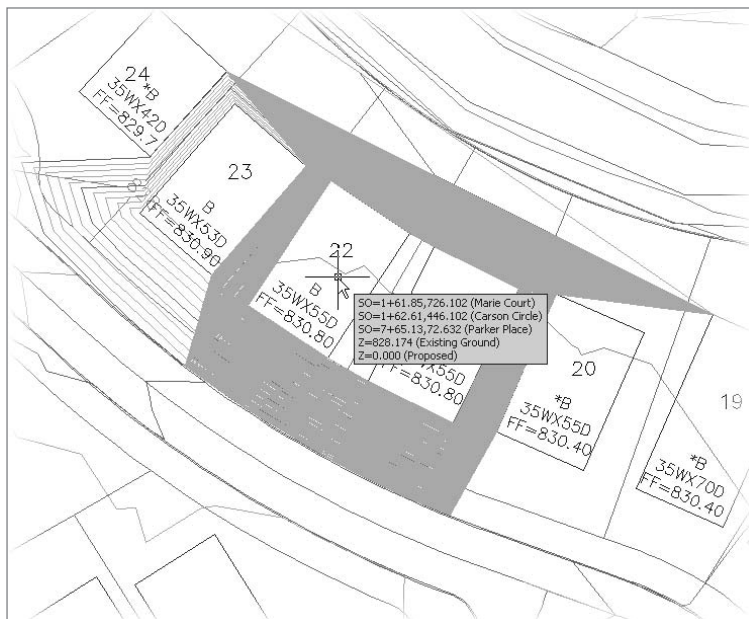 24
*B
35WX42D
FF=829.7
23
B
35WX53D
FF=830.90
22
B
35WX55D
FF=830.80
SO=1+61.85,726.102 (Marie Court)
SO=1+62.61,446.102 (Carson Circle)
SO=7+65.13,72.632 (Parker Place)
Z=828.174 (Existing Ground)
Z=0.000 (Proposed)
FF=830.80
20
*B
35WX55D
FF=830.40
19
*B
35WX70D
FF=830.40